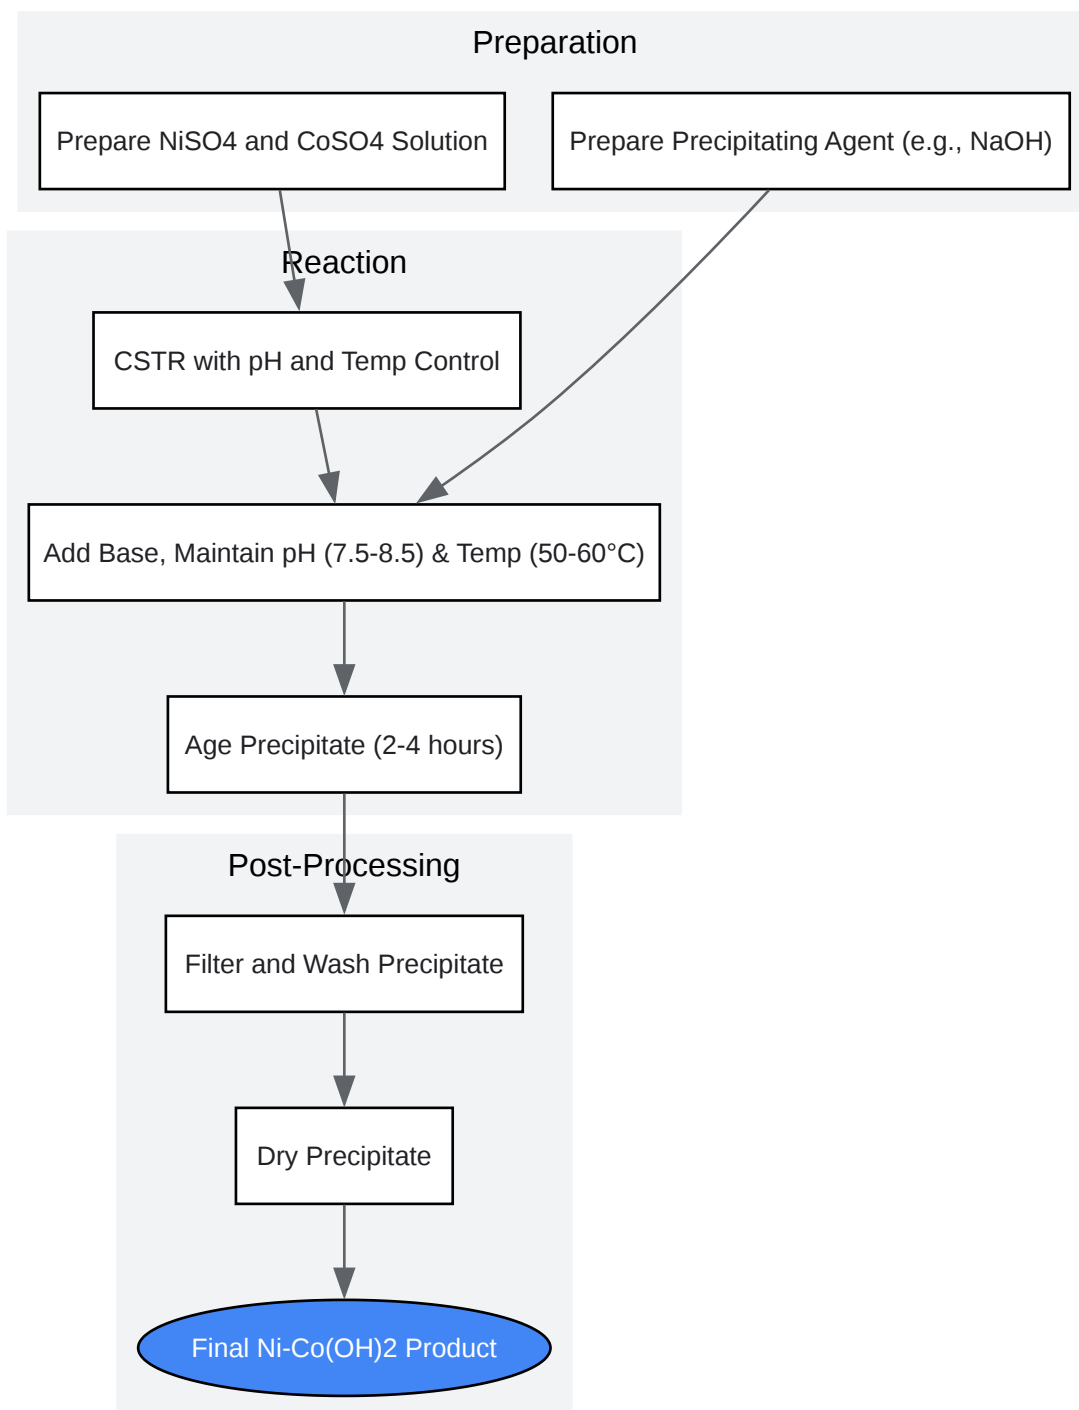 Preparation
Prepare NiSO4 and CoSO4 Solution
Prepare Precipitating Agent (e.g., NaOH)
Reaction
CSTR with pH and Temp Control
Add Base, Maintain pH (7.5-8.5) & Temp (50-60°C)
Age Precipitate (2-4 hours)
Post-Processing
Filter and Wash Precipitate
Dry Precipitate
Final Ni-Co(OH)2 Product